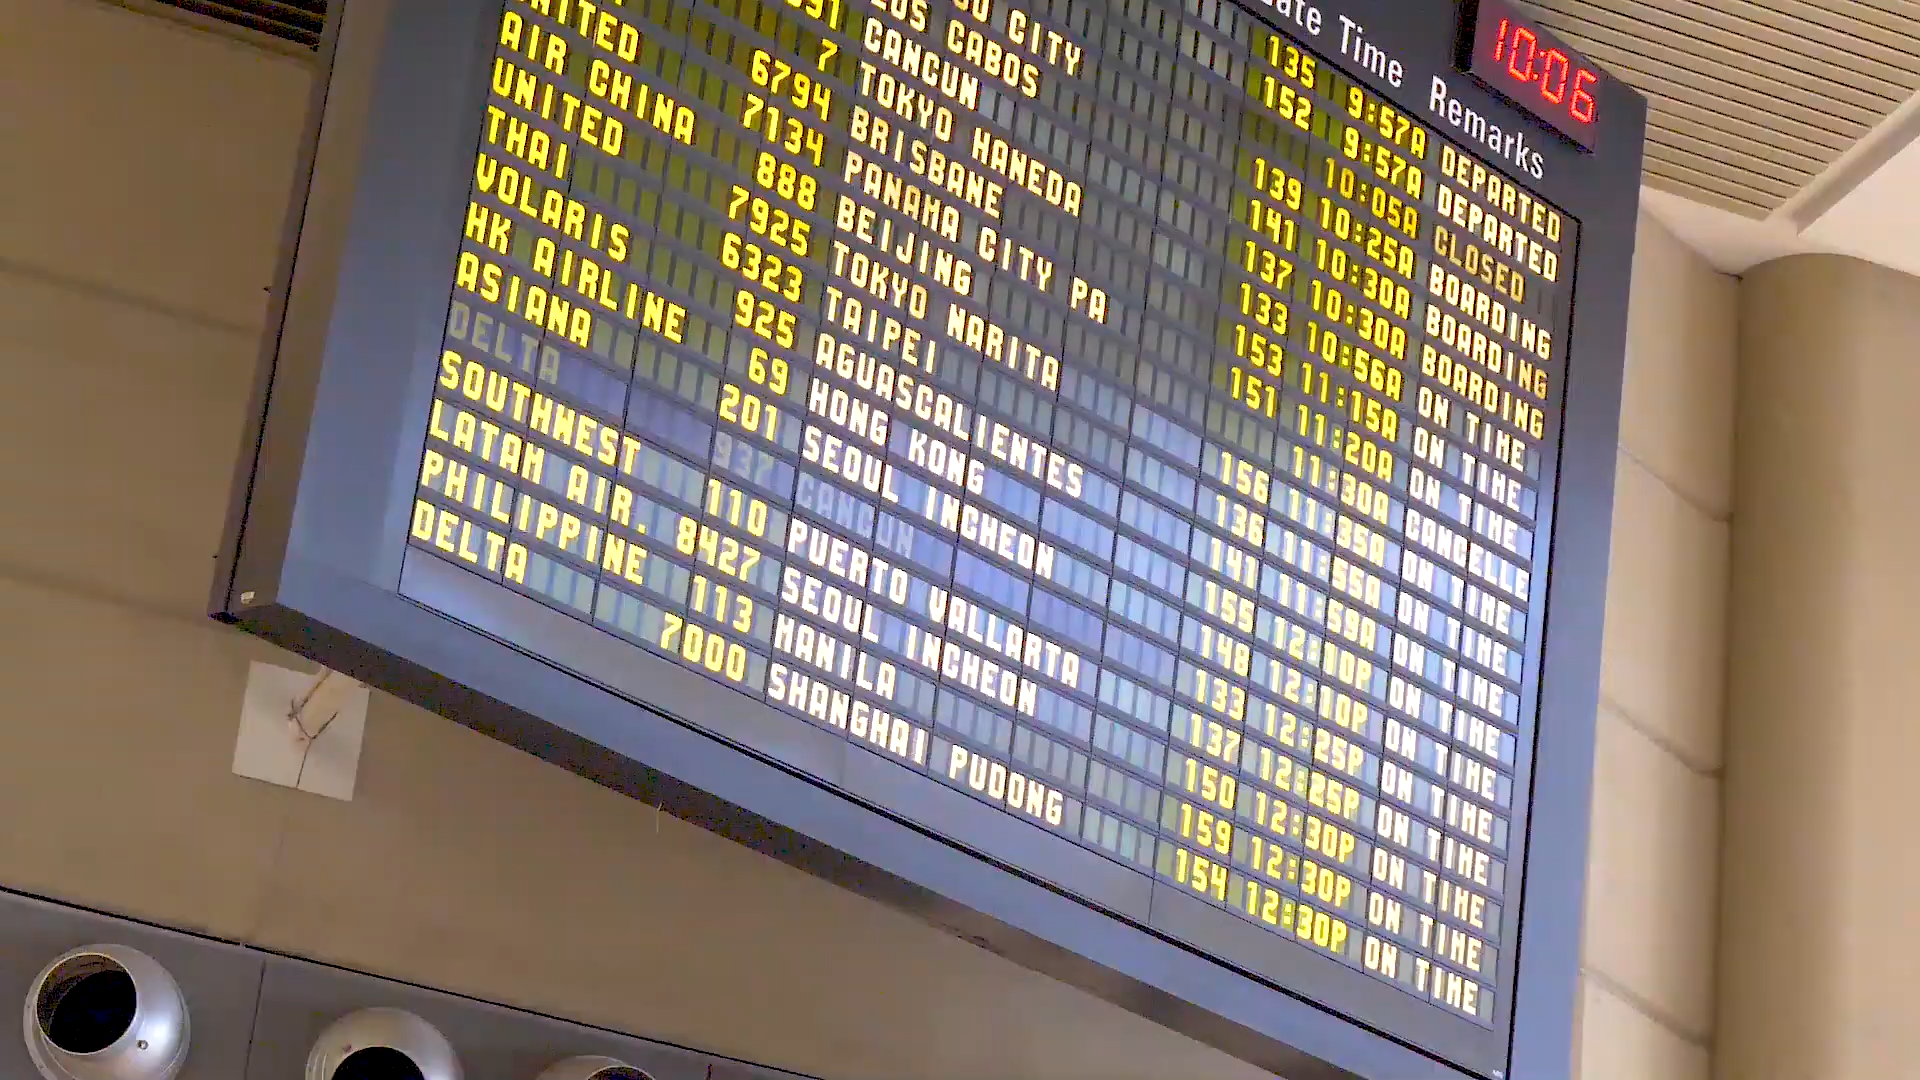 Gate Time Remarks
10:06
135 9:57A DEPARTED
152 9:57A DEPARTED
10:05A CLOSED
CITY 139 10:25A BOARDING
LOS CABOS 141 10:30A BOARDING
CANCUN 137 10:30A BOARDING
7 TOKYO HANEDA 133 10:56A ON TIME
6794 BRISBANE 153 11:15A ON TIME
UNITED 7134 PANAMA CITY PA 151 11:20A ON TIME
AIR CHINA 888 BEIJING 11:30A CANCELLE
UNITED 7925 TOKYO NARITA 156 11:35A ON TIME
THAI 6323 TAIPEI 136 11:55A ON TIME
VOLARIS 925 AGUASCALIENTES 141 11:59A ON TIME
HK AIRLINE 69 HONG KONG 155 12:10P ON TIME
ASIANA 201 SEOUL INCHEON 148 12:10P ON TIME
DELTA 937 CANCUN 133 12:25P ON TIME
SOUTHWEST 110 PUERTO VALLARTA 137 12:25P ON TIME
LATAM AIR. 8427 SEOUL INCHEON 150 12:30P ON TIME
PHILIPPINE 113 MANILA 159 12:30P ON TIME
DELTA 7000 SHANGHAI PUDONG 154 12:30P ON TIME